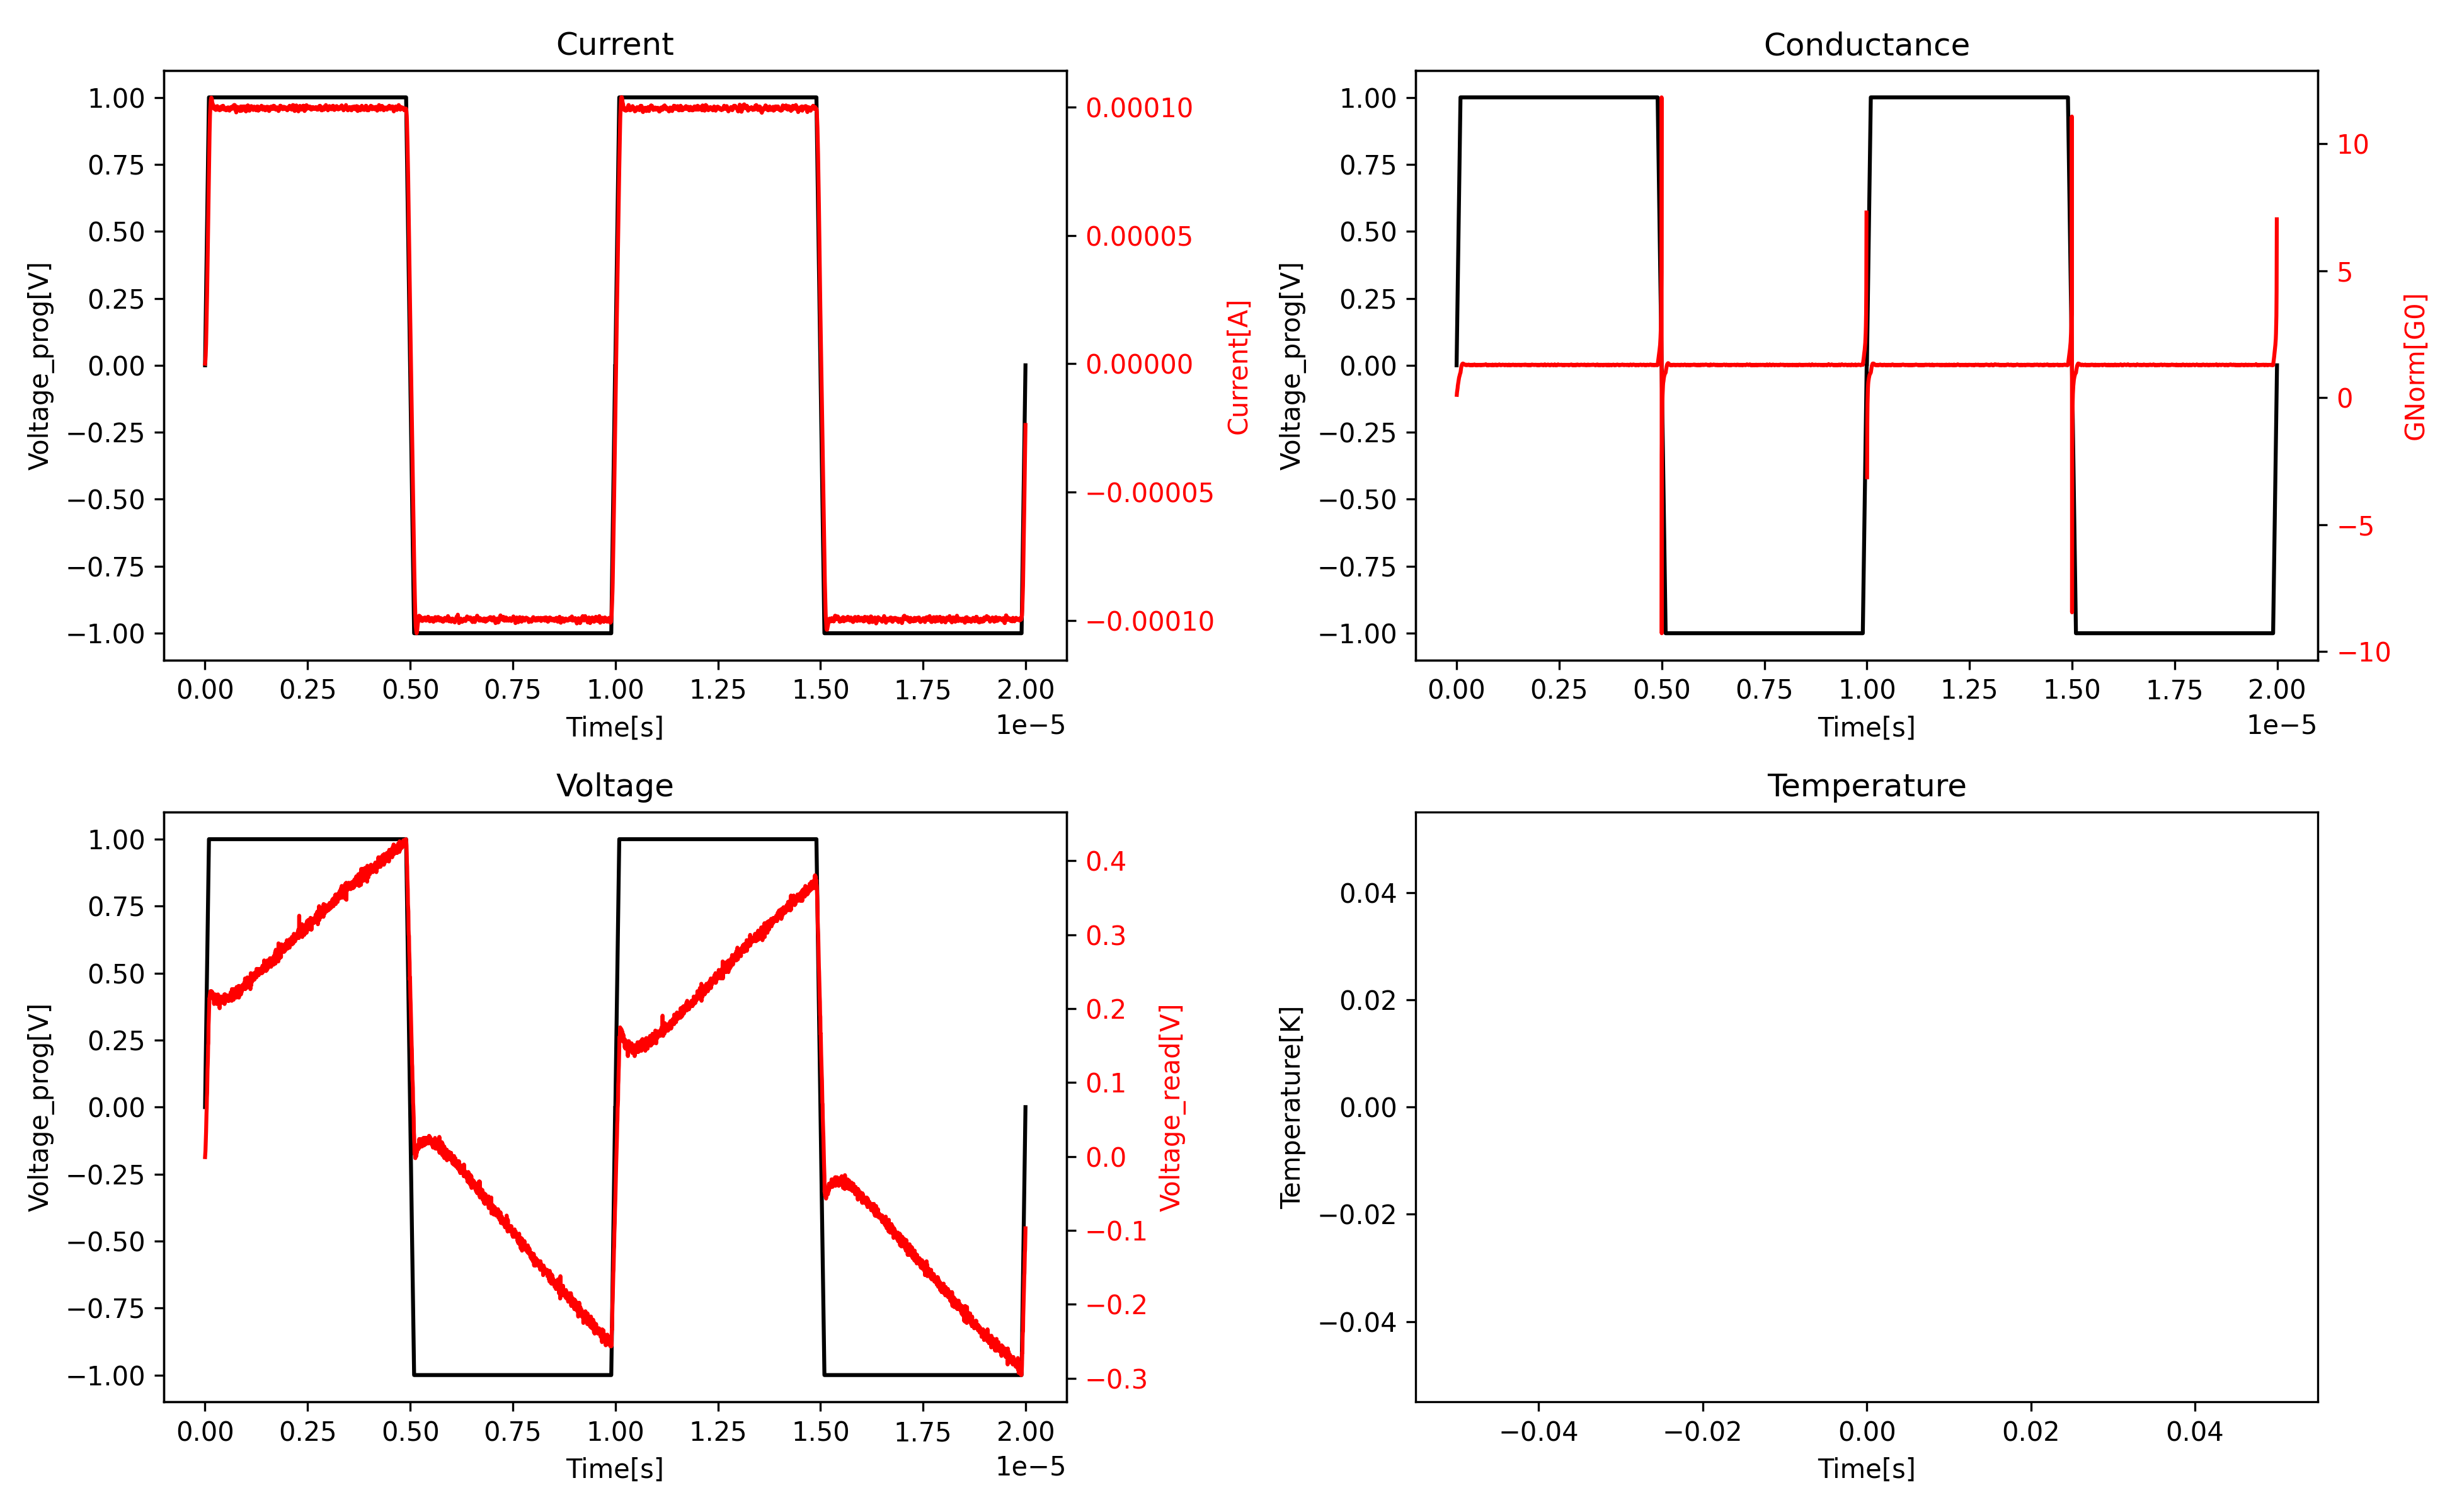 Current
1.00
0.75
0.50
0.25
0.00
−0.25
−0.50
−0.75
−1.00
Voltage_prog[V]
0.00010
0.00005
0.00000
−0.00005
−0.00010
Current[A]
0.00 0.25 0.50 0.75 1.00 1.25 1.50 1.75 2.00
1e−5
Time[s]
Conductance
1.00
0.75
0.50
0.25
0.00
−0.25
−0.50
−0.75
−1.00
Voltage_prog[V]
10
5
0
−5
−10
GNorm[G0]
0.00 0.25 0.50 0.75 1.00 1.25 1.50 1.75 2.00
1e−5
Time[s]
Voltage
1.00
0.75
0.50
0.25
0.00
−0.25
−0.50
−0.75
−1.00
Voltage_prog[V]
0.4
0.3
0.2
0.1
0.0
−0.1
−0.2
−0.3
Voltage_read[V]
0.00 0.25 0.50 0.75 1.00 1.25 1.50 1.75 2.00
1e−5
Time[s]
Temperature
0.04
0.02
0.00
−0.02
−0.04
Temperature[K]
−0.04 −0.02 0.00 0.02 0.04
Time[s]